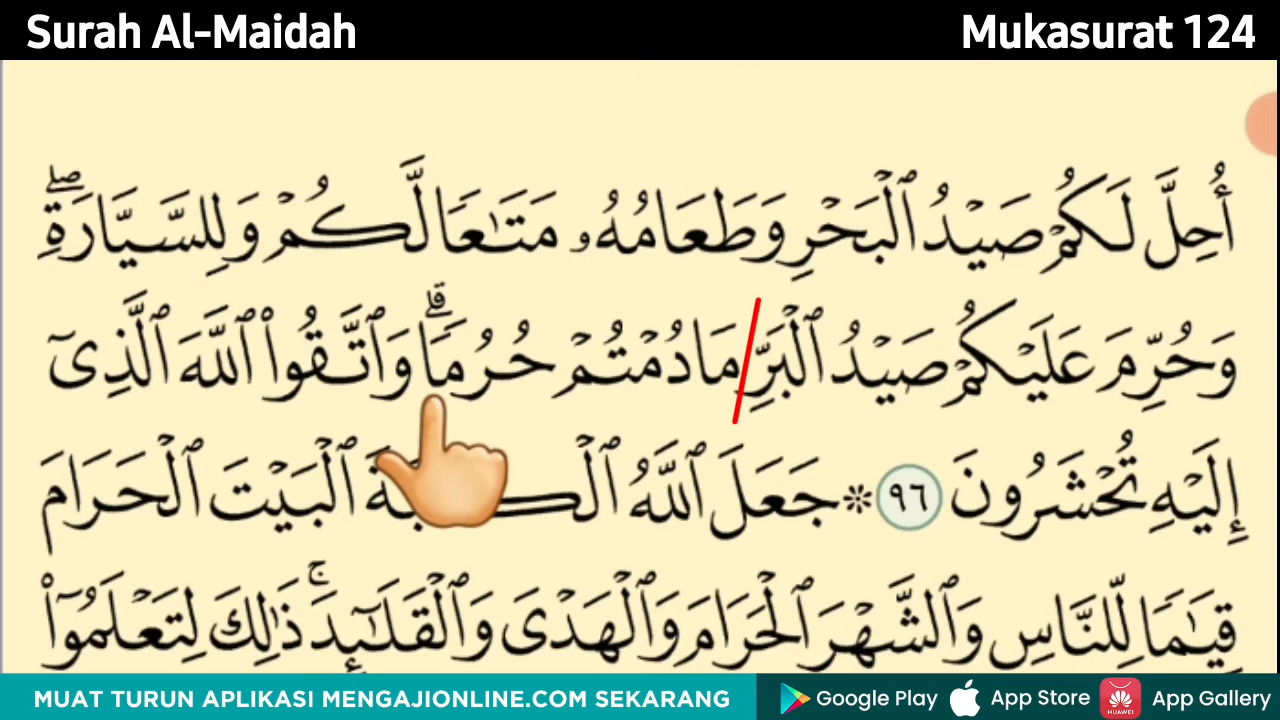 Surah Al-Maidah
Mukasurat 124
أُحِلَّ لَكُمْ صَيْدُ ٱلْبَحْرِ وَطَعَامُهُۥ مَتَـٰعًا لَّكُمْ وَلِلسَّيَّارَةِۖ
وَحُرِّمَ عَلَيْكُمْ صَيْدُ ٱلْبَرِّ مَا دُمْتُمْ حُرُمًاۗ وَٱتَّقُوا۟ ٱللَّهَ ٱلَّذِىٓ
إِلَيْهِ تُحْشَرُونَ ٩٦ ۞ جَعَلَ ٱللَّهُ ٱلْبَيْتَ ٱلْحَرَامَ
قِيَـٰمًا لِّلنَّاسِ وَٱلشَّهْرَ ٱلْحَرَامَ وَٱلْهَدْىَ وَٱلْقَلَـٰٓئِدَۚ ذَٰلِكَ لِتَعْلَمُوٓا۟
MUAT TURUN APLIKASI MENGAJIONLINE.COM SEKARANG
Google Play
App Store
HUAWEI
App Gallery